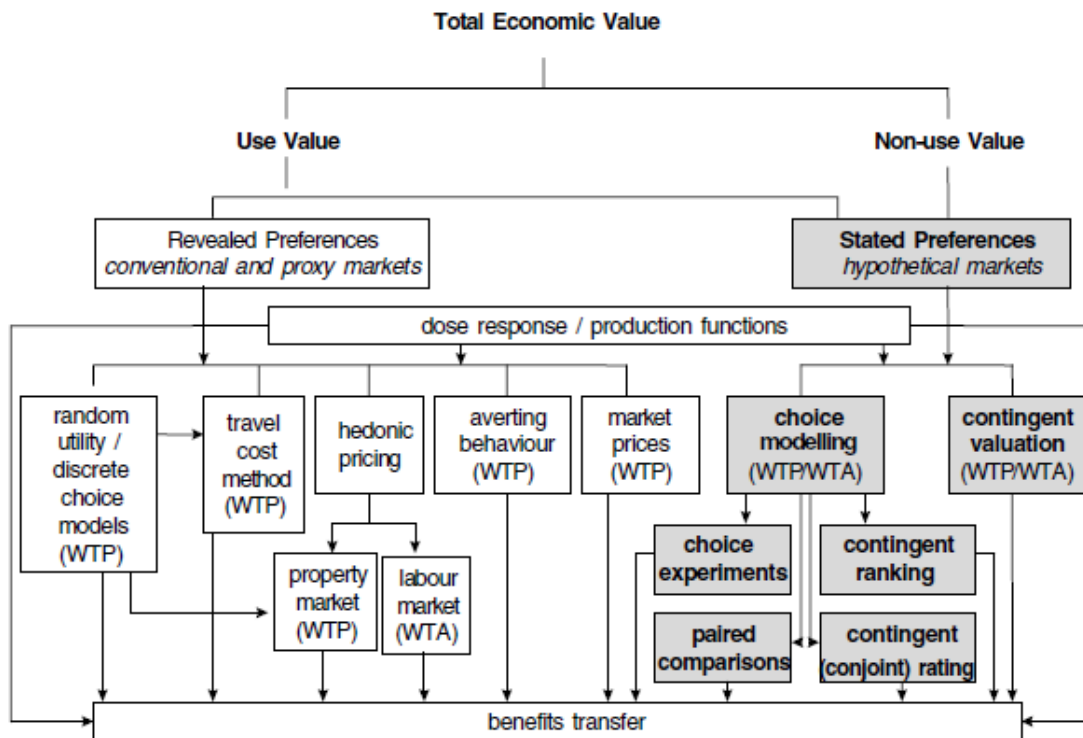 Total Economic Value
Use Value
Non-use Value
Revealed Preferences
conventional and proxy markets
Stated Preferences
hypothetical markets
dose response / production functions
random
utility /
discrete
choice
models
(WTP)
travel
cost
method
(WTP)
hedonic
pricing
averting
behaviour
(WTP)
market
prices
(WTP)
choice
modelling
(WTP/WTA)
contingent
valuation
(WTP/WTA)
choice
experiments
contingent
ranking
property
market
(WTP)
labour
market
(WTA)
paired
comparisons
contingent
(conjoint) rating
benefits transfer